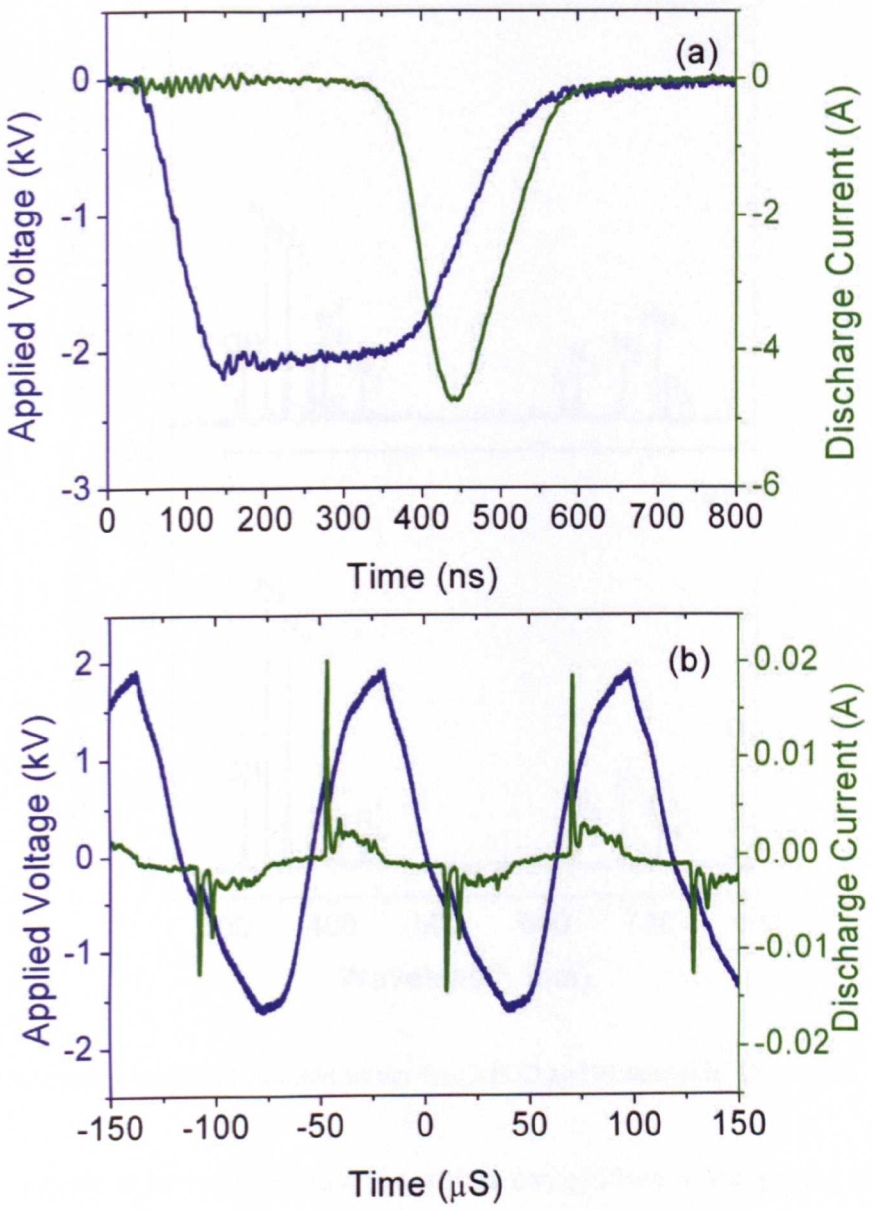 (a)
Applied Voltage (kV)
0
-1
-2
-3
Discharge Current (A)
0
-2
-4
-6
0 100 200 300 400 500 600 700 800
Time (ns)
(b)
Applied Voltage (kV)
2
1
0
-1
-2
Discharge Current (A)
0.02
0.01
0.00
-0.01
-0.02
-150 -100 -50 0 50 100 150
Time (μS)